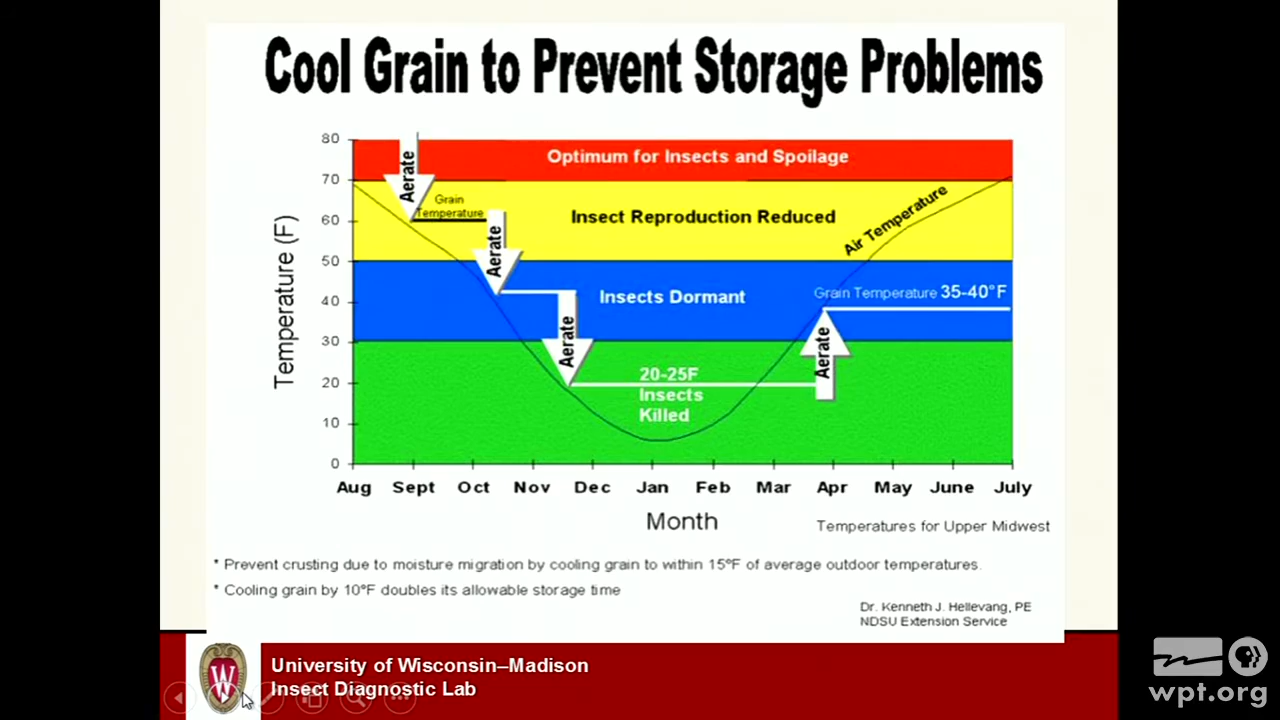 Cool Grain to Prevent Storage Problems
80
70
60
50
40
30
20
10
0
Temperature (F)
Optimum for Insects and Spoilage
Aerate
Grain
Temperature
Insect Reproduction Reduced
Air Temperature
Aerate
Insects Dormant
Grain Temperature 35-40°F
Aerate
Aerate
20-25F
Insects
Killed
Aug Sept Oct Nov Dec Jan Feb Mar Apr May June July
Month
Temperatures for Upper Midwest
* Prevent crusting due to moisture migration by cooling grain to within 15°F of average outdoor temperatures.
* Cooling grain by 10°F doubles its allowable storage time
Dr. Kenneth J. Hellevang, PE
NDSU Extension Service
W
University of Wisconsin–Madison
Insect Diagnostic Lab
wpt.org